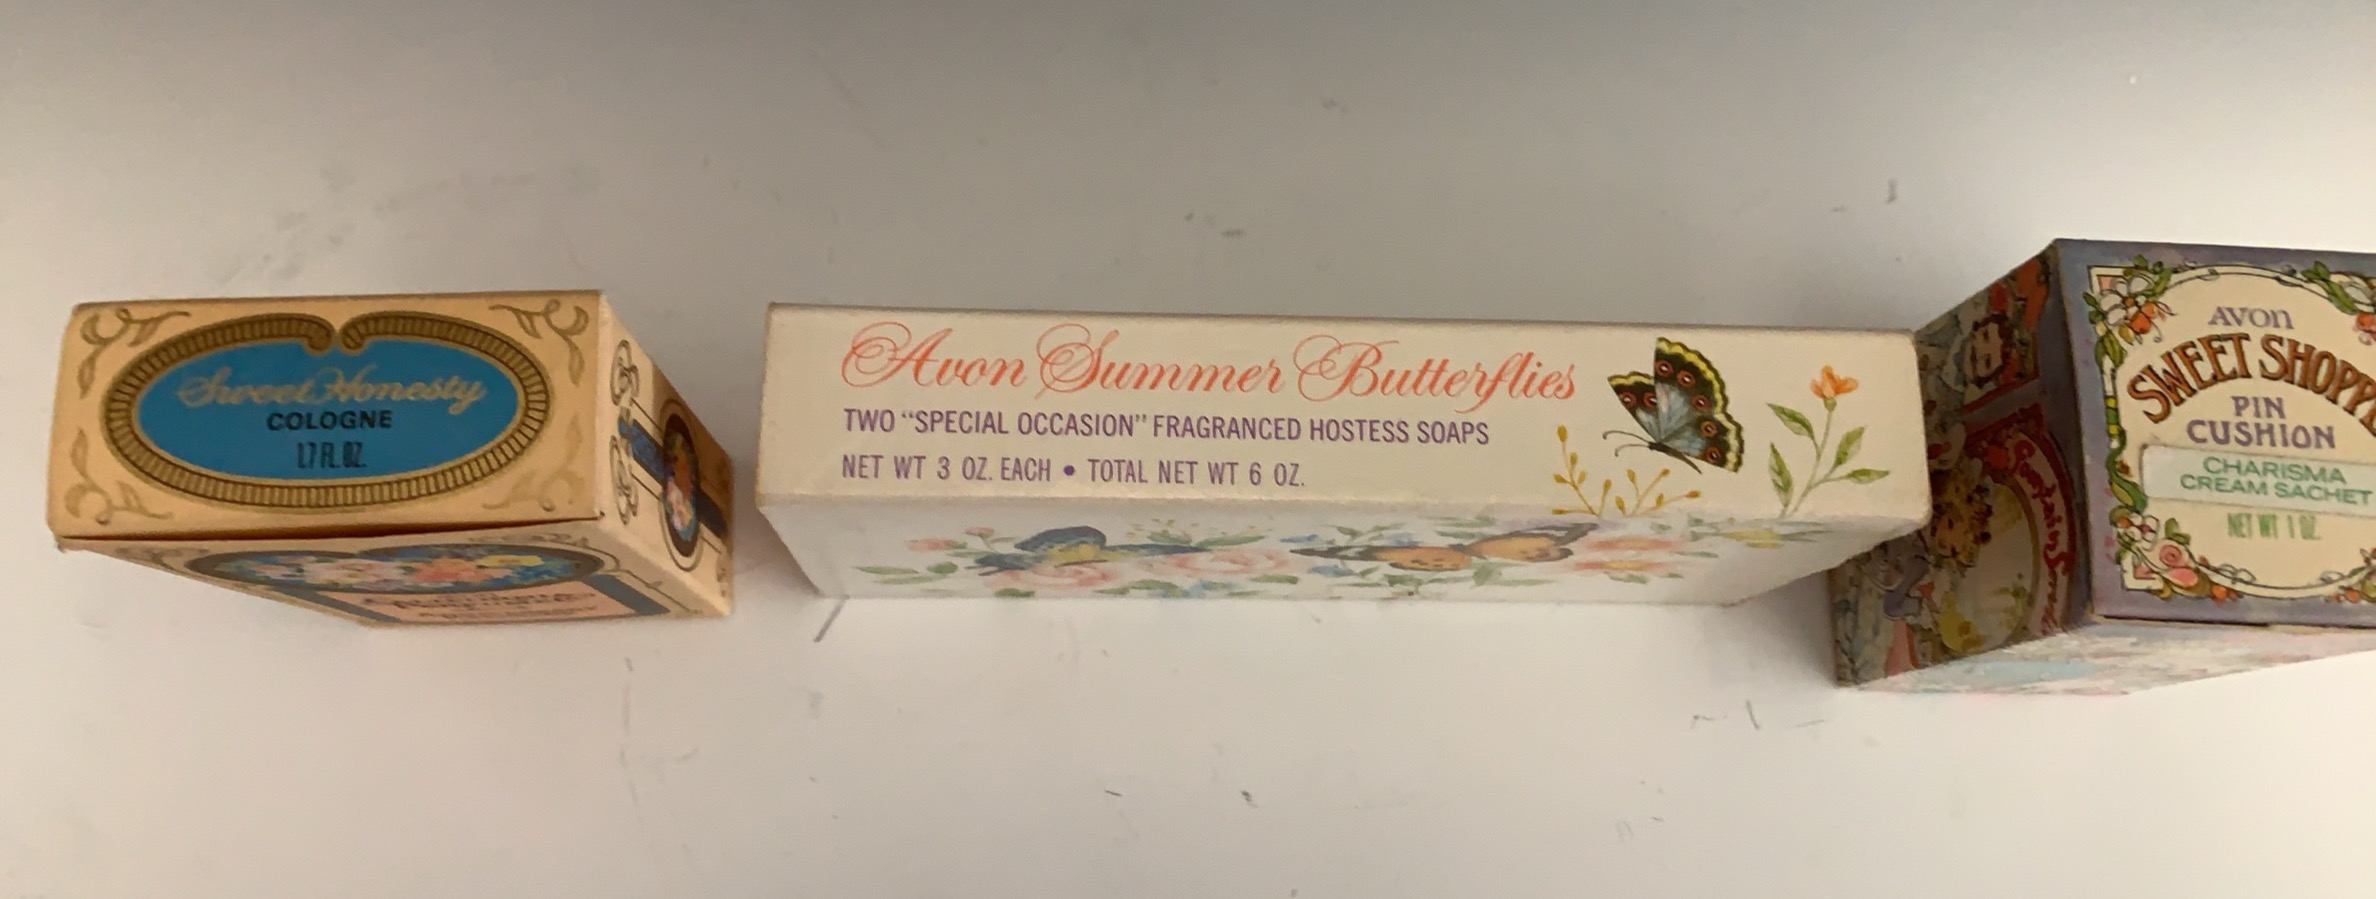 Sweet Honesty
COLOGNE
1.7 FL. OZ.
Avon Summer Butterflies
TWO “SPECIAL OCCASION” FRAGRANCED HOSTESS SOAPS
NET WT 3 OZ. EACH • TOTAL NET WT 6 OZ.
AVON
SWEET SHOPPE
PIN
CUSHION
CHARISMA
CREAM SACHET
NET WT 1 OZ.